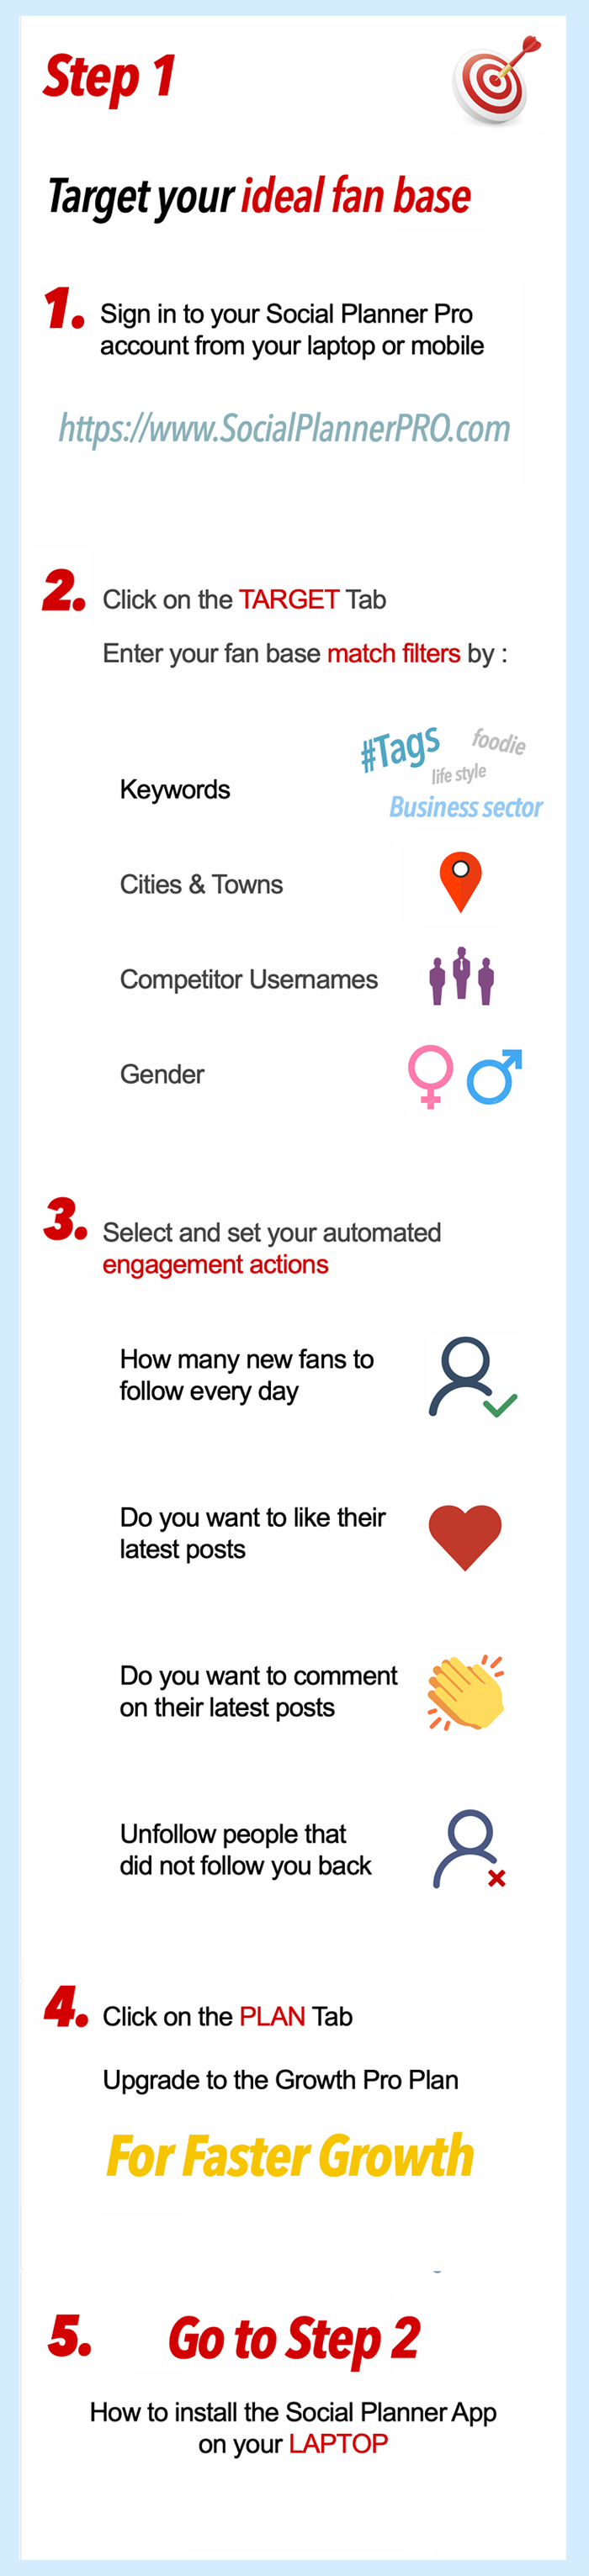 Step 1
Target your ideal fan base
1.
Sign in to your Social Planner Pro
account from your laptop or mobile
https://www.SocialPlannerPRO.com
2.
Click on the TARGET Tab
Enter your fan base match filters by :
#Tags
foodie
life style
Keywords
Business sector
Cities & Towns
Competitor Usernames
Gender
3.
Select and set your automated
engagement actions
How many new fans to
follow every day
Do you want to like their
latest posts
Do you want to comment
on their latest posts
Unfollow people that
did not follow you back
4.
Click on the PLAN Tab
Upgrade to the Growth Pro Plan
For Faster Growth
5.
Go to Step 2
How to install the Social Planner App
on your LAPTOP